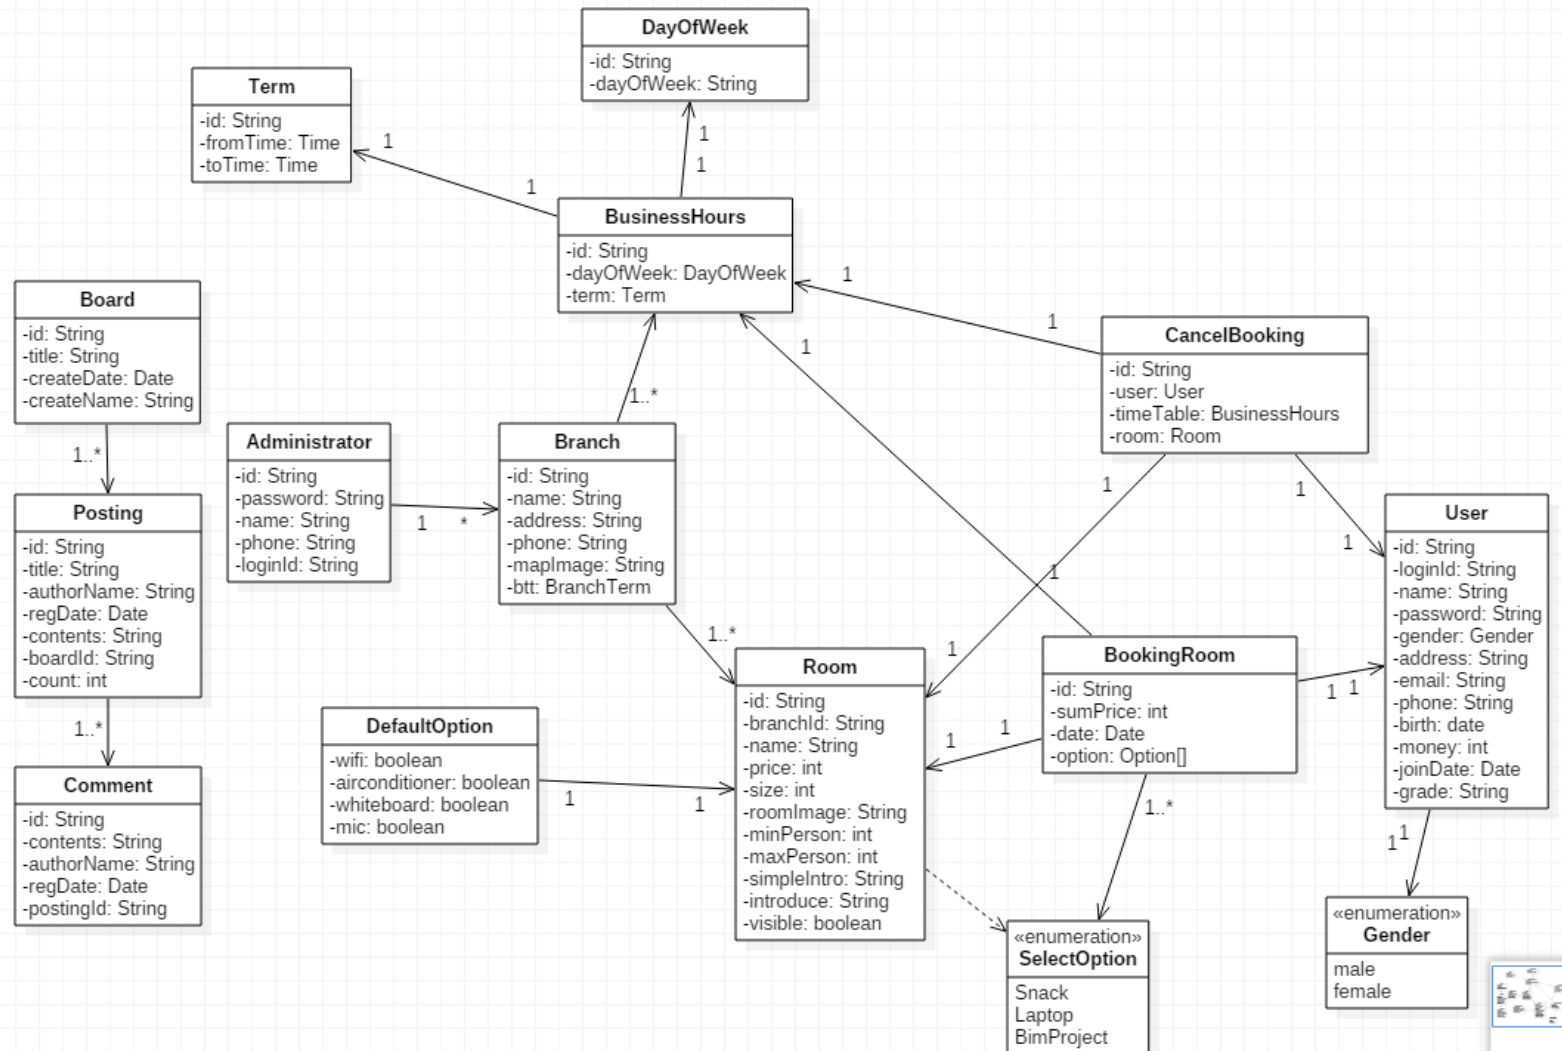 DayOfWeek
-id: String
-dayOfWeek: String
Term
-id: String
-fromTime: Time
-toTime: Time
1
1
1
1
BusinessHours
-id: String
-dayOfWeek: DayOfWeek
-term: Term
1
1
1
1..*
Board
-id: String
-title: String
-createDate: Date
-createName: String
1..*
CancelBooking
-id: String
-user: User
-timeTable: BusinessHours
-room: Room
1
1
1
1
1
Administrator
-id: String
-password: String
-name: String
-phone: String
-loginId: String
1
*
Branch
-id: String
-name: String
-address: String
-phone: String
-mapImage: String
-btt: BranchTerm
1..*
Posting
-id: String
-title: String
-authorName: String
-regDate: Date
-contents: String
-boardId: String
-count: int
1..*
User
-id: String
-loginId: String
-name: String
-password: String
-gender: Gender
-address: String
-email: String
-phone: String
-birth: date
-money: int
-joinDate: Date
-grade: String
1
1
BookingRoom
-id: String
-sumPrice: int
-date: Date
-option: Option[]
1
1
1
1
1..*
Room
-id: String
-branchId: String
-name: String
-price: int
-size: int
-roomImage: String
-minPerson: int
-maxPerson: int
-simpleIntro: String
-introduce: String
-visible: boolean
DefaultOption
-wifi: boolean
-airconditioner: boolean
-whiteboard: boolean
-mic: boolean
1
1
Comment
-id: String
-contents: String
-authorName: String
-regDate: Date
-postingId: String
«enumeration»
SelectOption
Snack
Laptop
BimProject
«enumeration»
Gender
male
female